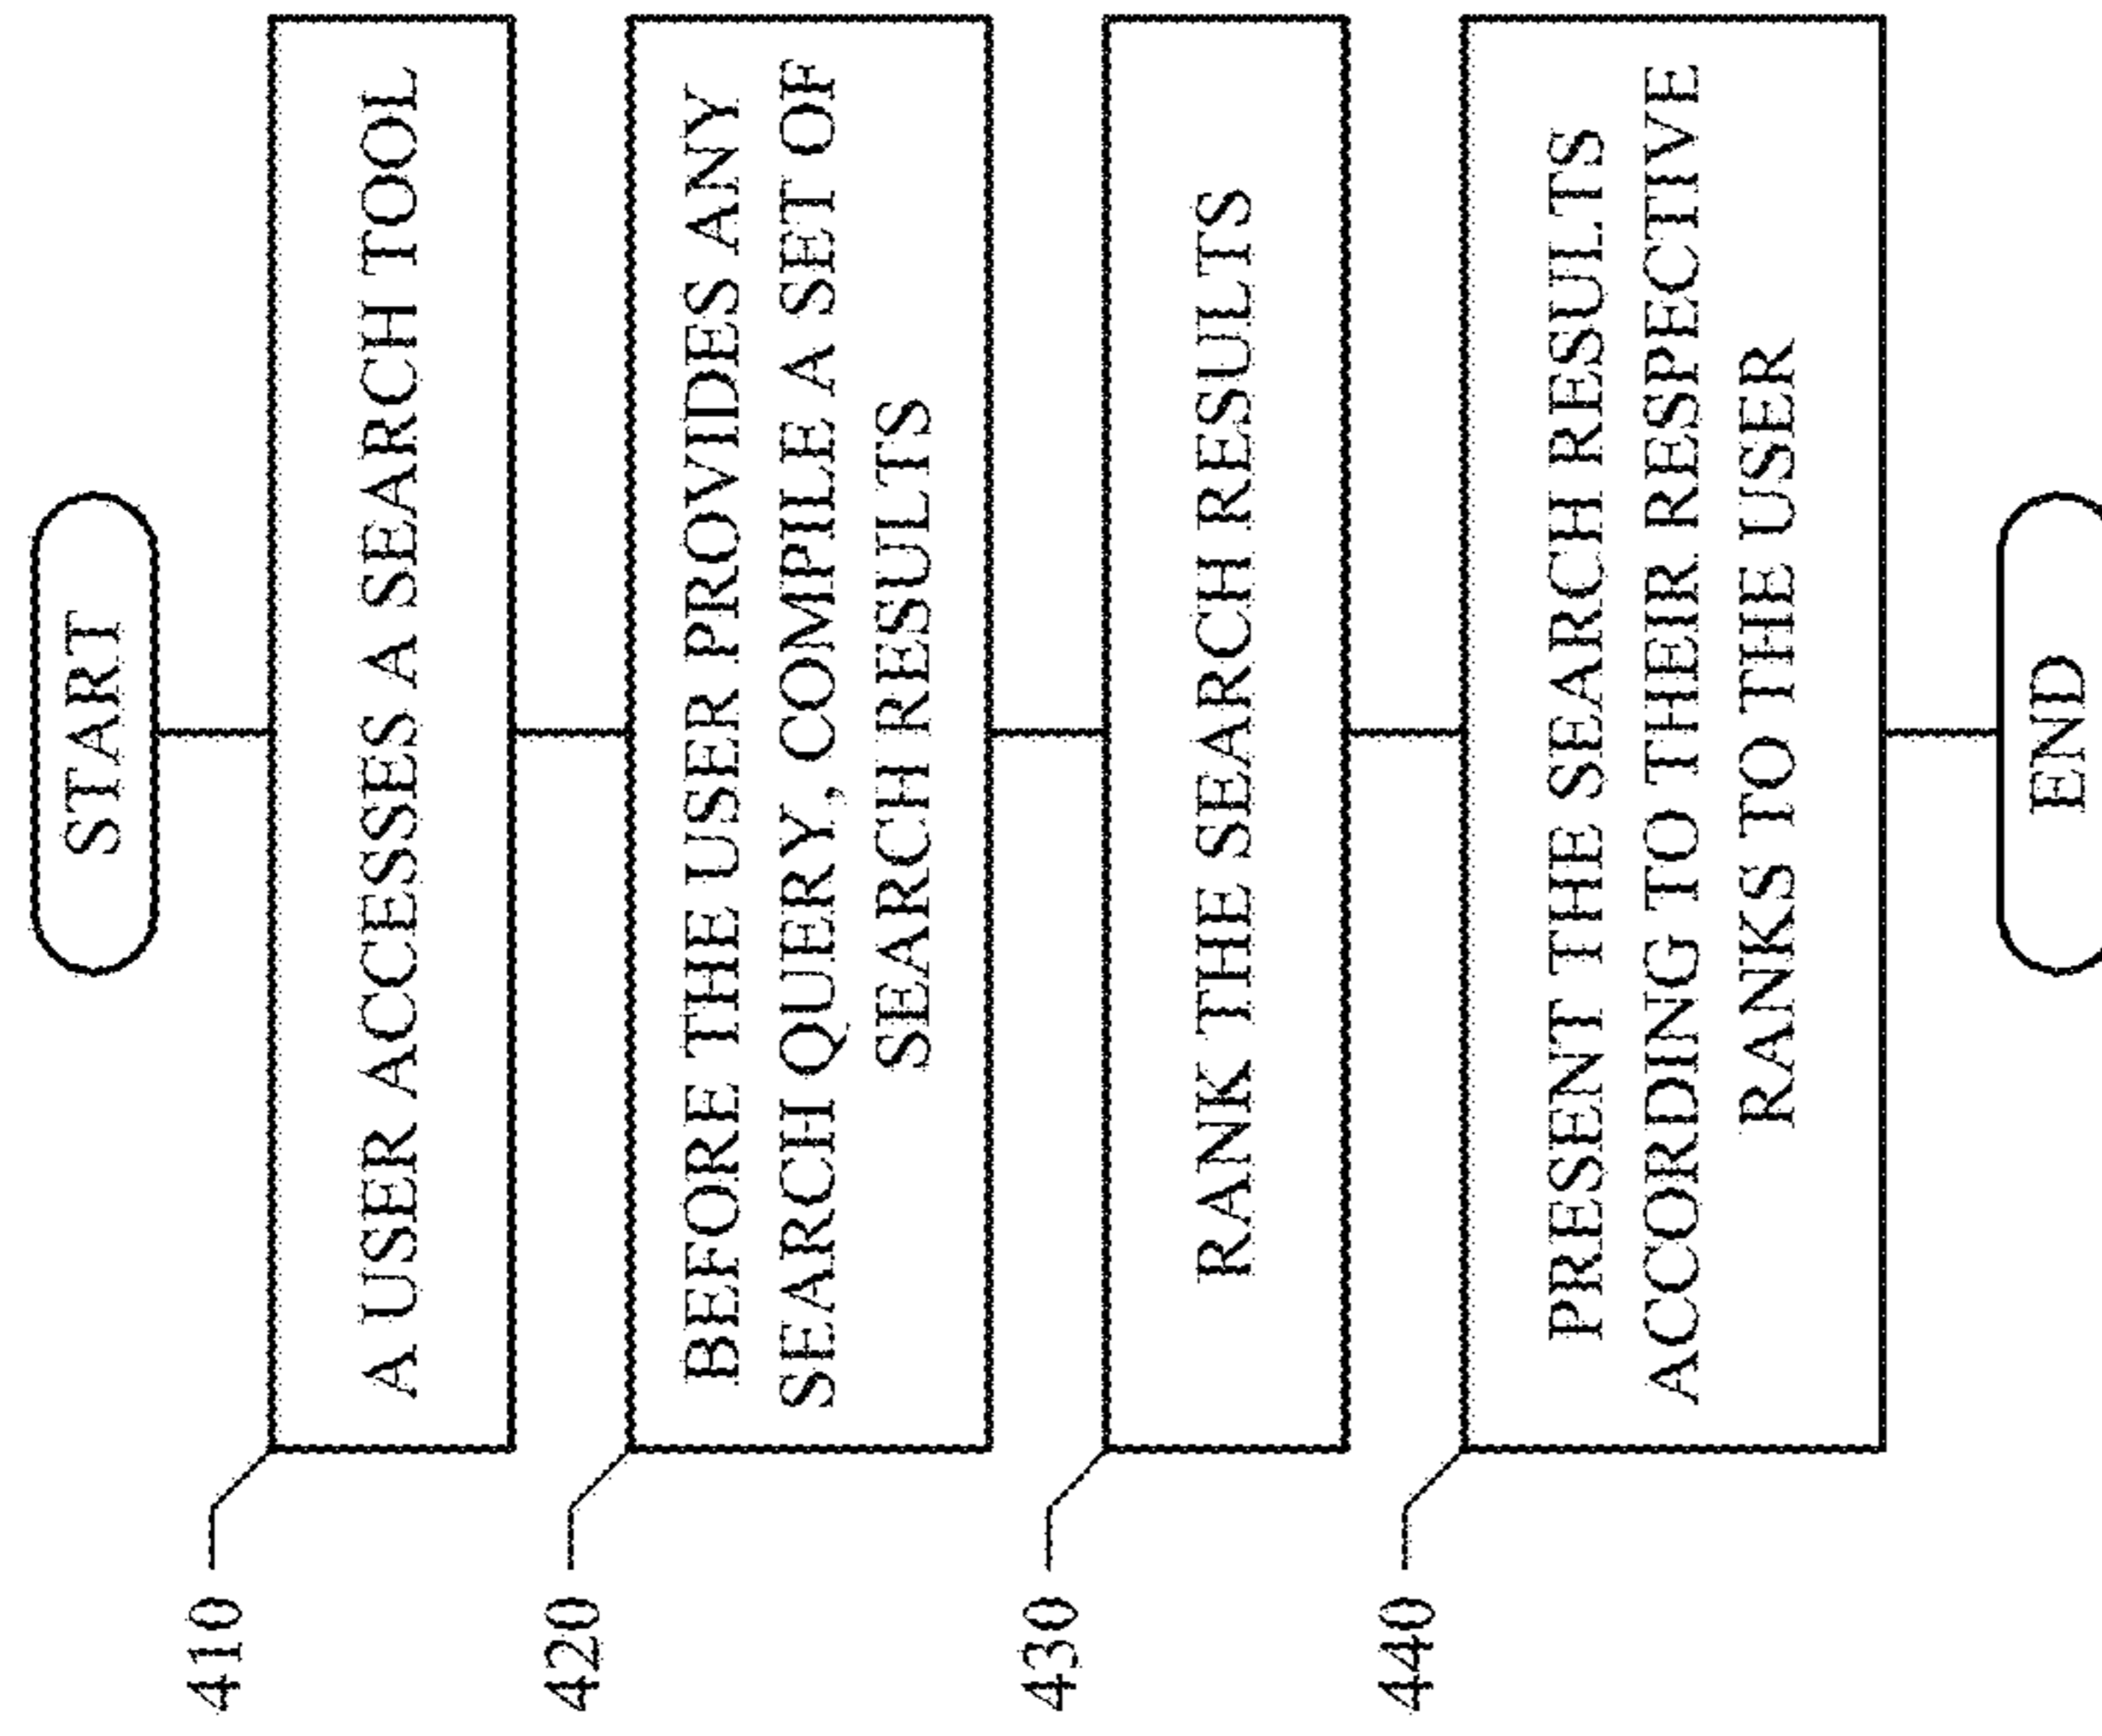 START
410
A USER ACCESSES A SEARCH TOOL
420
BEFORE THE USER PROVIDES ANY
SEARCH QUERY, COMPILE A SET OF
SEARCH RESULTS
430
RANK THE SEARCH RESULTS
440
PRESENT THE SEARCH RESULTS
ACCORDING TO THEIR RESPECTIVE
RANKS TO THE USER
END